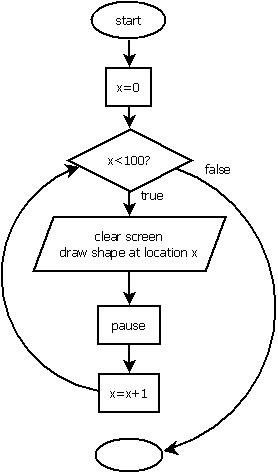 start
x=0
x<100?
false
true
clear screen
draw shape at location x
pause
x=x+1